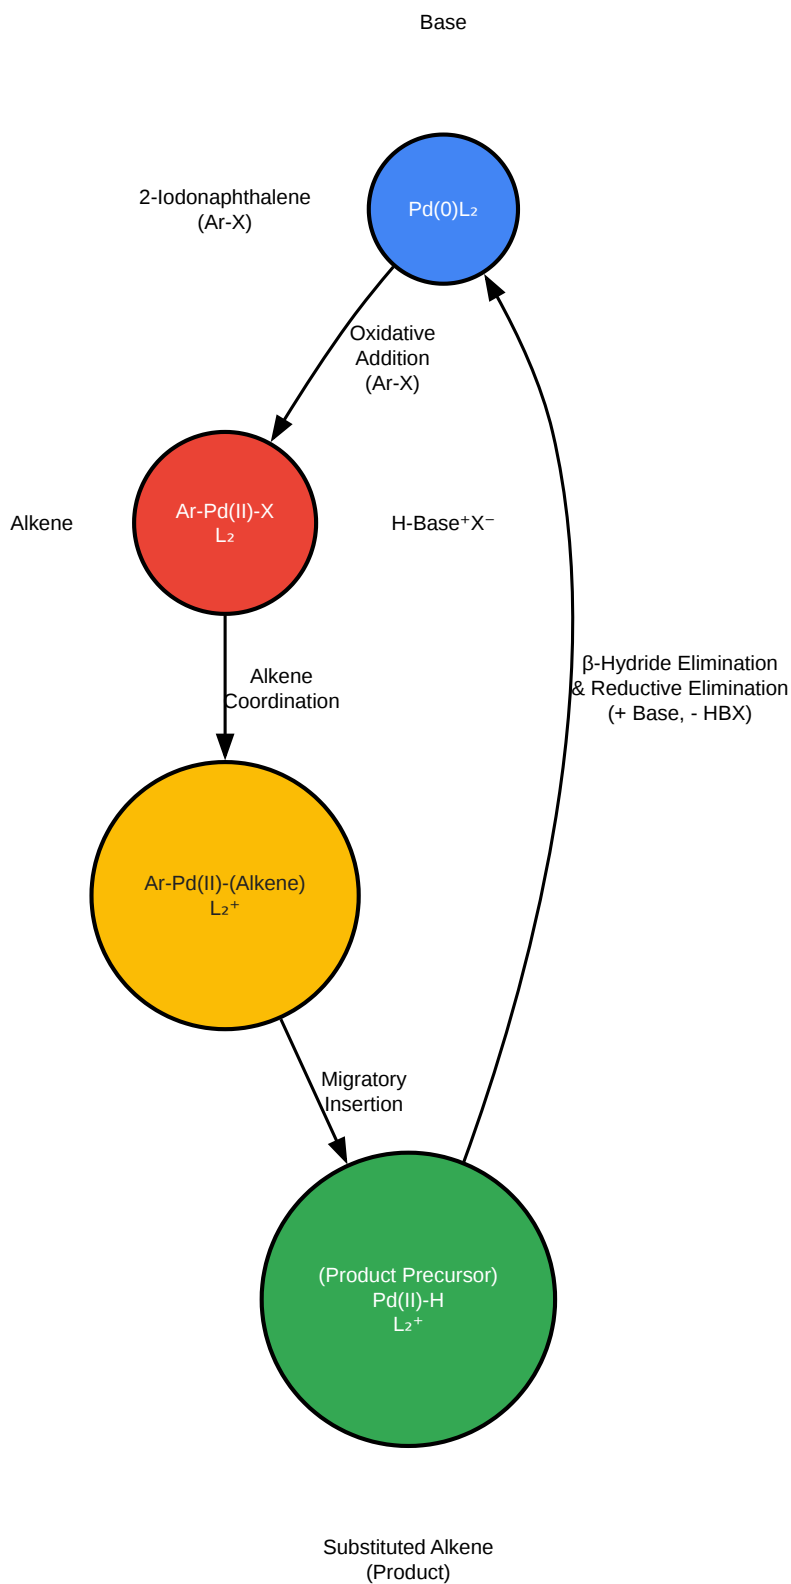 Base
2-Iodonaphthalene
(Ar-X)
Pd(0)L₂
Oxidative
Addition
(Ar-X)
Alkene
Ar-Pd(II)-X
L₂
H-Base⁺X⁻
Alkene
Coordination
β-Hydride Elimination
& Reductive Elimination
(+ Base, - HBX)
Ar-Pd(II)-(Alkene)
L₂⁺
Migratory
Insertion
(Product Precursor)
Pd(II)-H
L₂⁺
Substituted Alkene
(Product)